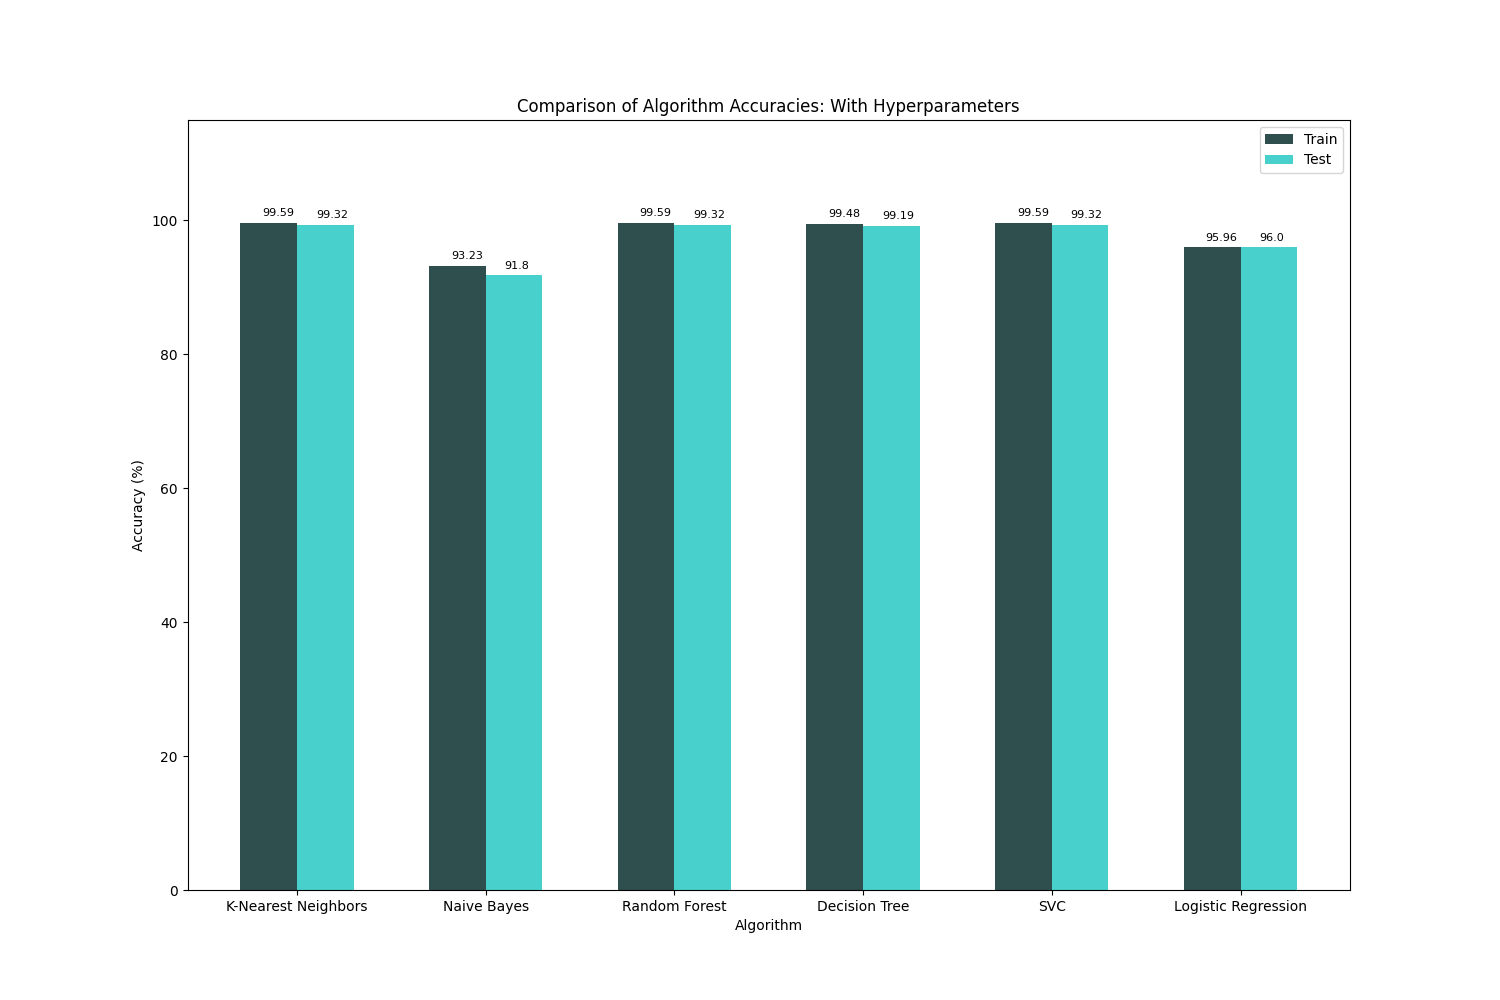 Comparison of Algorithm Accuracies: With Hyperparameters
Train
Test
99.59 99.32 99.59 99.32 99.48 99.19 99.59 99.32
93.23 91.8 95.96 96.0
100
80
60
40
20
0
Accuracy (%)
K-Nearest Neighbors Naive Bayes Random Forest Decision Tree SVC Logistic Regression
Algorithm